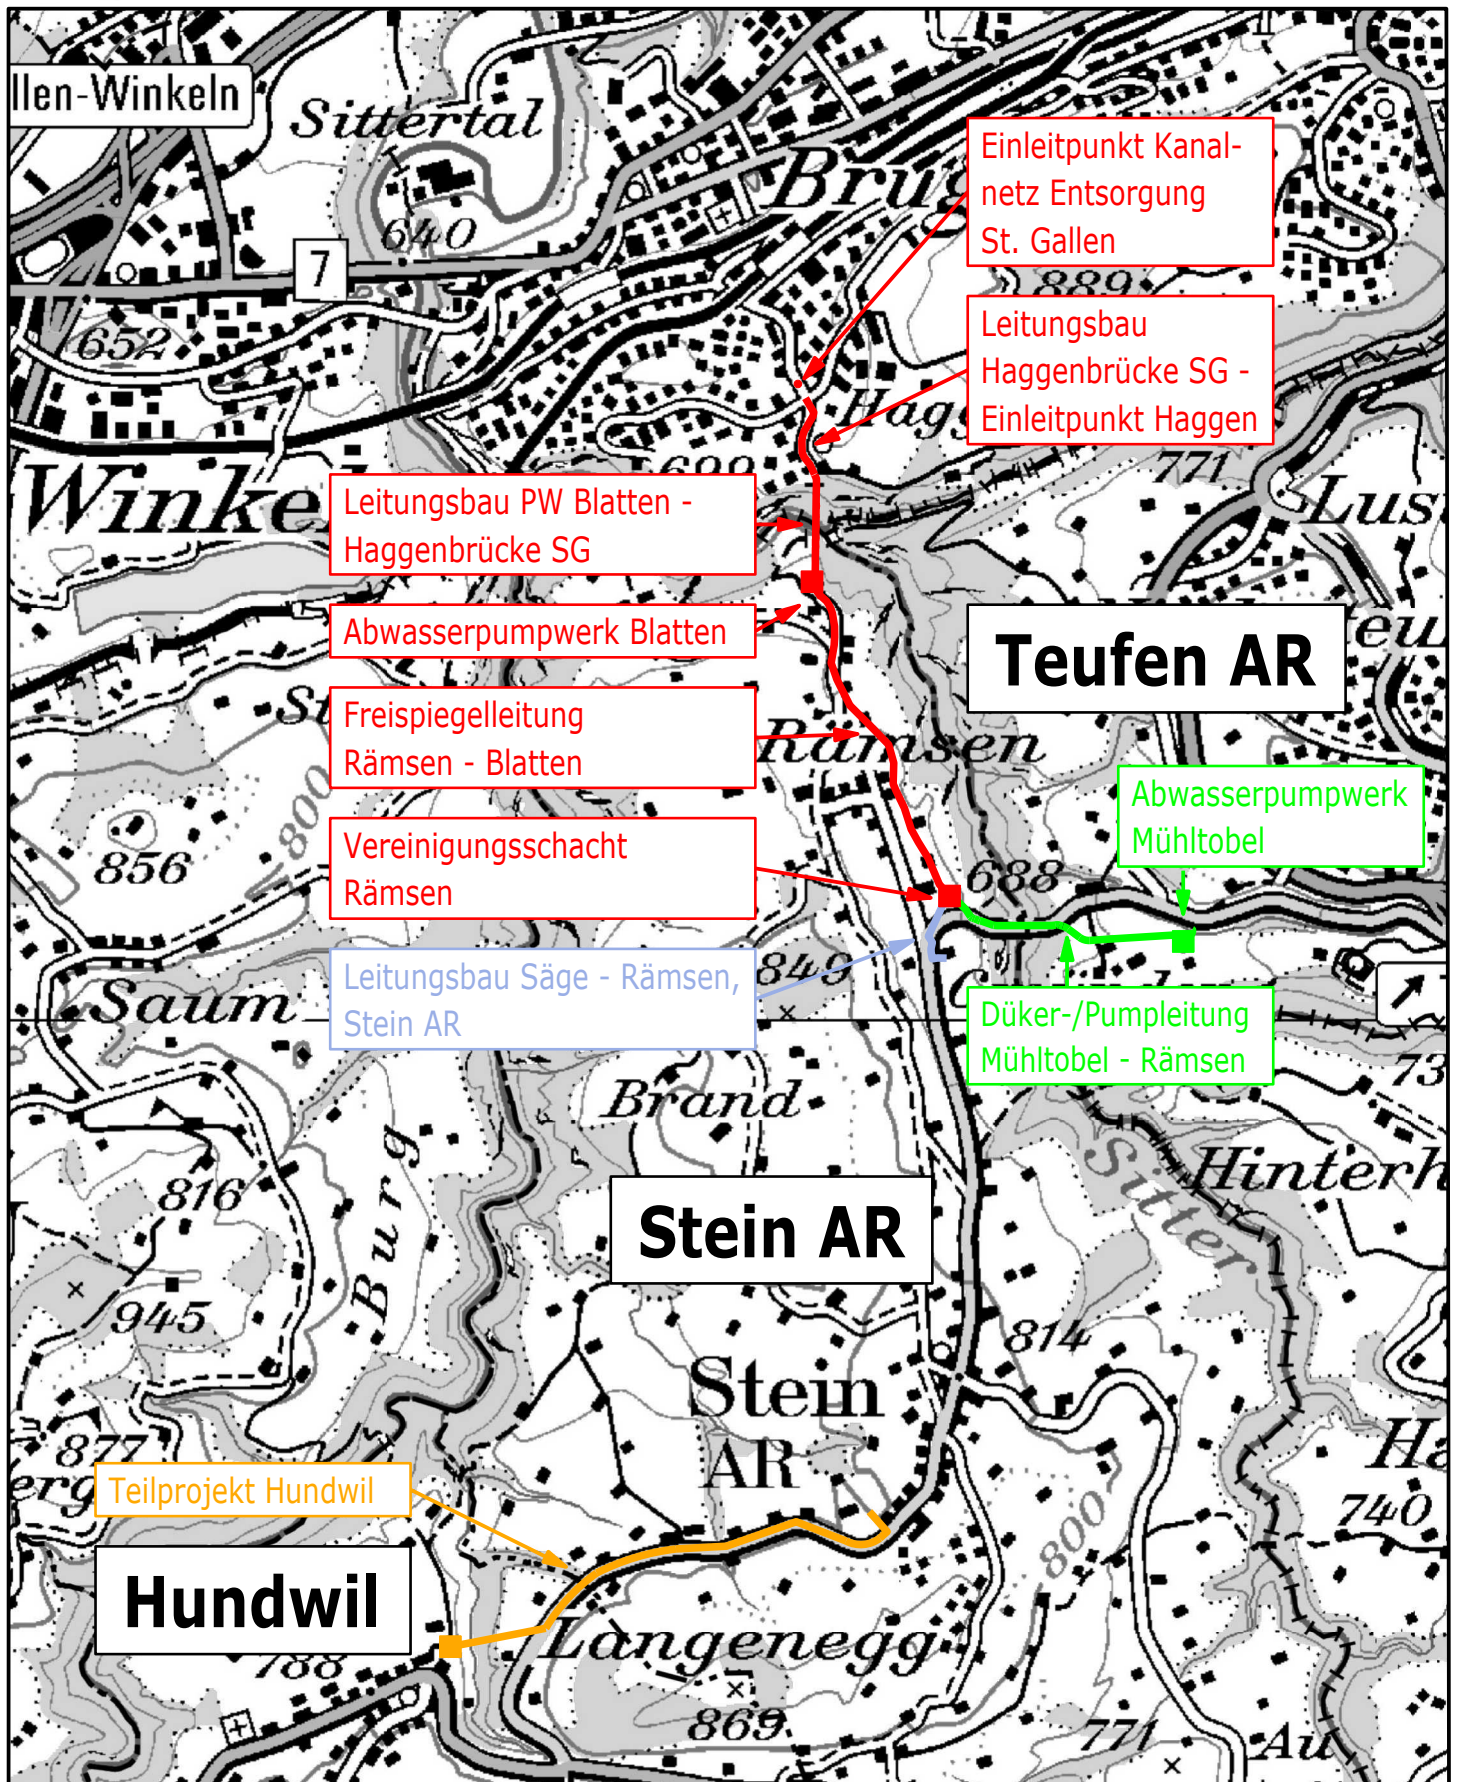 llen-Winkeln
Sittertal
Einleitpunkt Kanal-
netz Entsorgung
St. Gallen
640
7
889
652
Leitungsbau
Haggenbrücke SG -
Einleitpunkt Haggen
771
Leitungsbau PW Blatten -
Haggenbrücke SG
Abwasserpumpwerk Blatten
Teufen AR
Freispiegelleitung
Rämsen - Blatten
Rämsen
800
Abwasserpumpwerk
Mühltobel
856
Vereinigungsschacht
Rämsen
688
Leitungsbau Säge - Rämsen,
Stein AR
849
Saum
Düker-/Pumpleitung
Mühltobel - Rämsen
73
Brand
Burg
816
Sitter
Hinterh
Stein AR
945
814
Stein
AR
877
erg
Ha
740
Teilprojekt Hundwil
800
Hundwil
Langenegg
788
869
771
Au